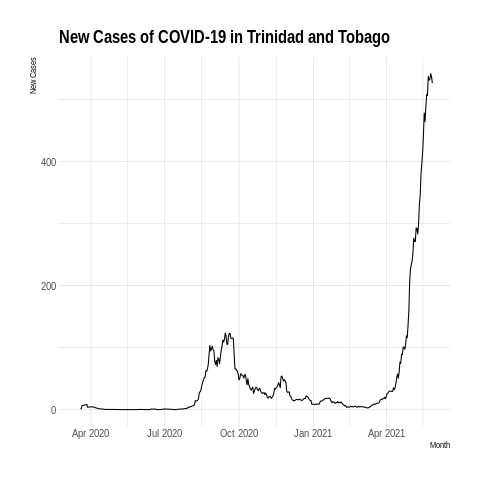 New Cases of COVID-19 in Trinidad and Tobago
New Cases
400
200
0
Apr 2020 Jul 2020 Oct 2020 Jan 2021 Apr 2021
Month